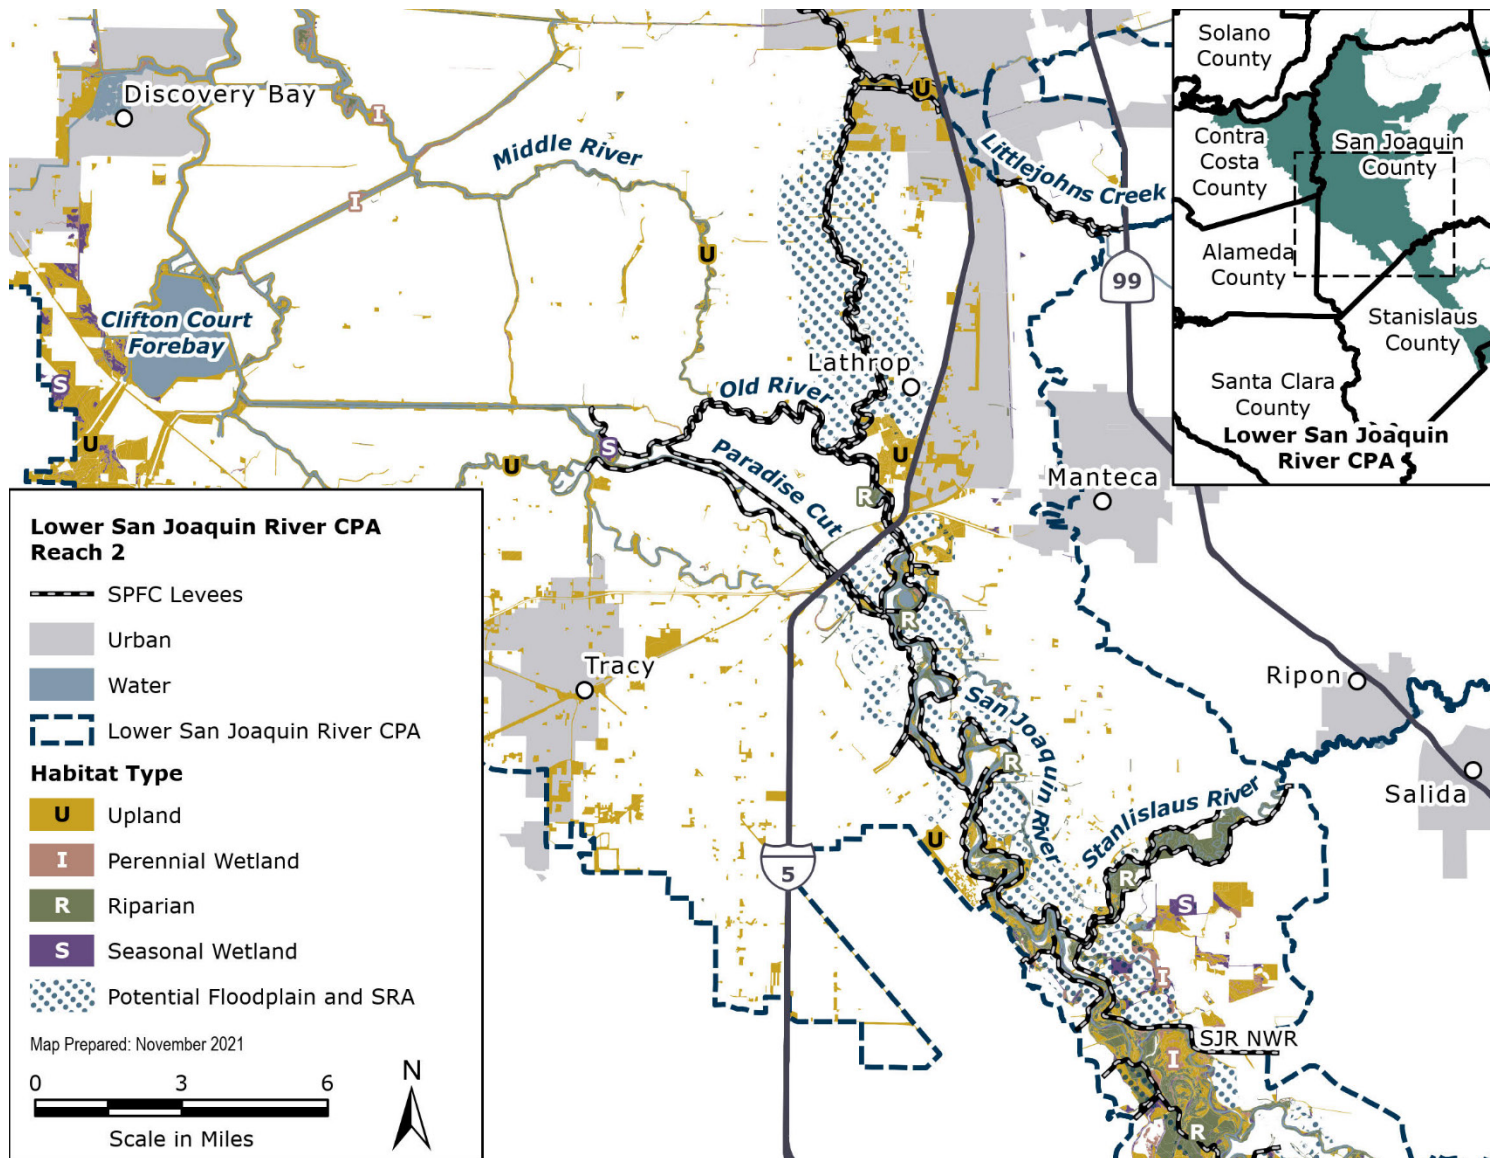 Discovery Bay
I
Middle River
I
U
Clifton Court
Forebay
S
U
U
S
Old River
Paradise Cut
U
Littlejohns Creek
99
Lathrop
U
R
Manteca
R
Tracy
San Joaquin River
R
Ripon
Salida
Stanlislaus River
R
U
5
S
I
SJR NWR
I
R
Solano
County
Contra
Costa
County
San Joaquin
County
Alameda
County
Stanislaus
County
Santa Clara
County
Lower San Joaquin
River CPA
Lower San Joaquin River CPA
Reach 2
SPFC Levees
Urban
Water
Lower San Joaquin River CPA
Habitat Type
U Upland
I Perennial Wetland
R Riparian
S Seasonal Wetland
Potential Floodplain and SRA
Map Prepared: November 2021
0 3 6
Scale in Miles
N